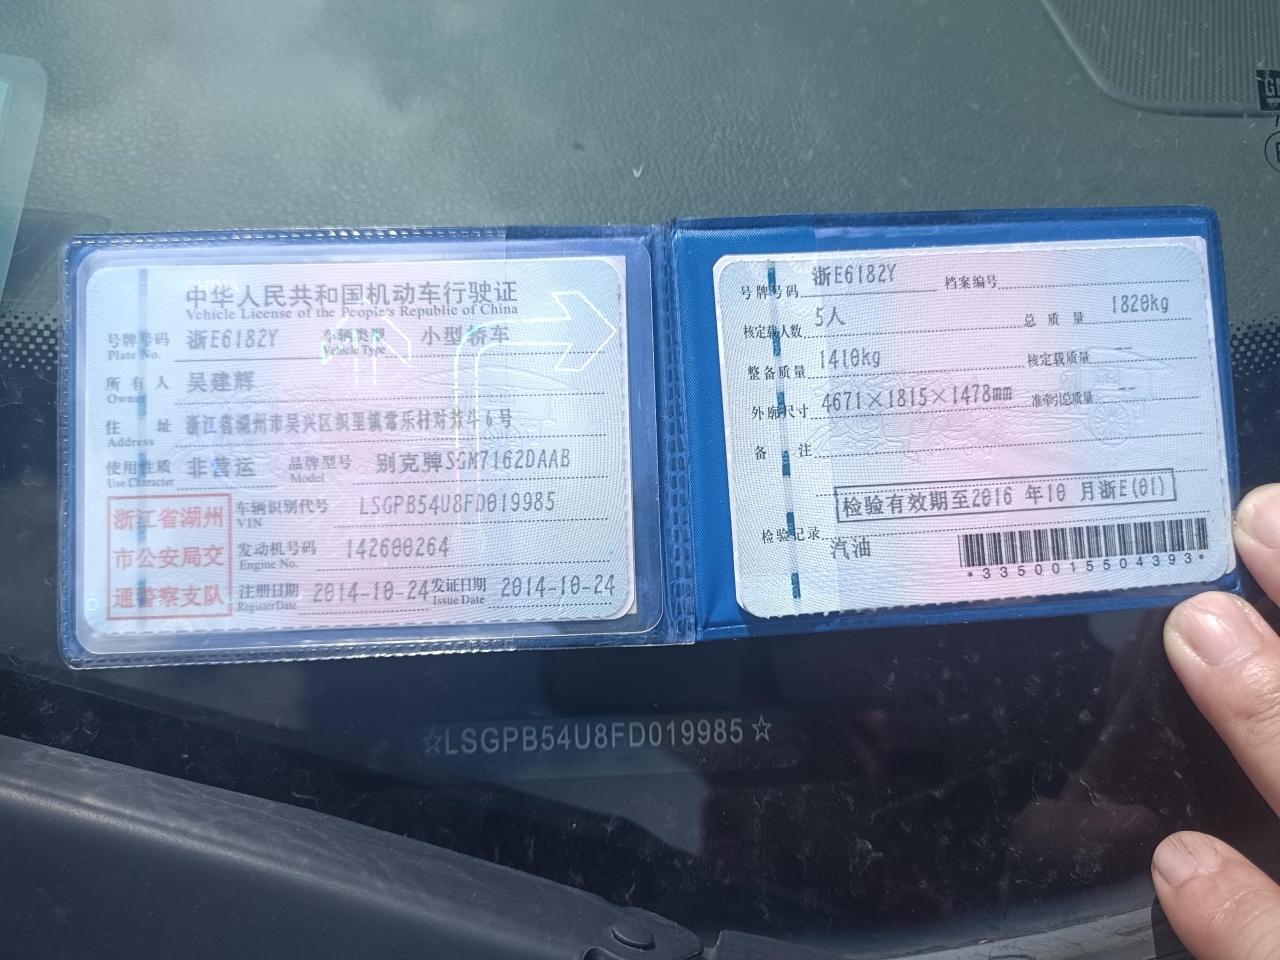 中华人民共和国机动车行驶证
Vehicle License of the People's Republic of China
号牌号码 浙E6182Y 车辆类型 小型轿车
Plate No. Vehicle Type
所有人 吴建辉
Owner
住址 浙江省湖州市吴兴区织里镇常乐村对芥斗6号
Address
使用性质 非营运 品牌型号 别克牌SGM7162DAAB
Use Character Model
浙江省湖州
市公安局交
通警察支队
车辆识别代号 LSGPB54U8FD019985
VIN
发动机号码 142600264
Engine No.
注册日期 2014-10-24 发证日期 2014-10-24
Register Date Issue Date
号牌号码 浙E6182Y 档案编号
核定载人数 5人 总质量 1820kg
整备质量 1410kg 核定载质量 --
外廓尺寸 4671×1815×1478mm 准牵引总质量 --
备注
检验有效期至2016 年10 月浙E(01)
检验记录
汽油
*3350015504393*
☆LSGPB54U8FD019985☆